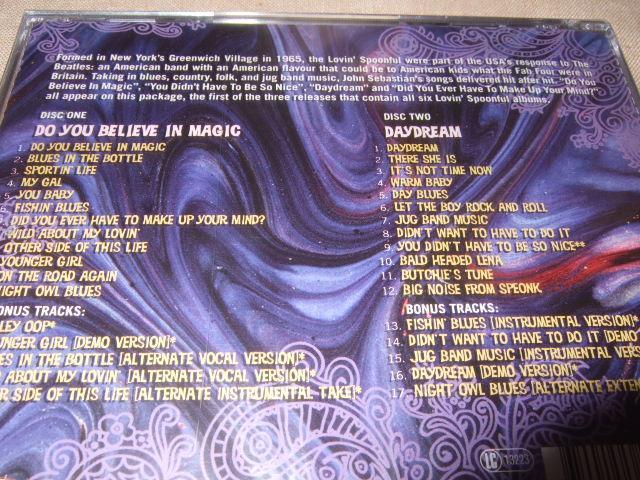 Formed in New York's Greenwich Village in 1965, the Lovin' Spoonful were part of the USA's response to The
Beatles: an American band with an American flavour that could be to American kids what the Fab Four were in
Britain. Taking in blues, country, folk, and jug band music, John Sebastian's songs delivered hit after hit. "Do You
Believe In Magic", "You Didn't Have To Be So Nice", "Daydream" and "Did You Ever Have To Make Up Your Mind?"
all appear on this package, the first of the three releases that contain all six Lovin' Spoonful albums.
DISC ONE
DO YOU BELIEVE IN MAGIC
1. DO YOU BELIEVE IN MAGIC
2. BLUES IN THE BOTTLE
3. SPORTIN' LIFE
4. MY GAL
5. YOU BABY
6. FISHIN' BLUES
7. DID YOU EVER HAVE TO MAKE UP YOUR MIND?
WILD ABOUT MY LOVIN'
OTHER SIDE OF THIS LIFE
YOUNGER GIRL
ON THE ROAD AGAIN
NIGHT OWL BLUES
BONUS TRACKS:
LEY OOP*
UNGER GIRL [DEMO VERSION]*
ES IN THE BOTTLE [ALTERNATE VOCAL VERSION]*
ABOUT MY LOVIN' [ALTERNATE VOCAL VERSION]*
R SIDE OF THIS LIFE [ALTERNATE INSTRUMENTAL TAKE]*
DISC TWO
DAYDREAM
1. DAYDREAM
2. THERE SHE IS
3. IT'S NOT TIME NOW
4. WARM BABY
5. DAY BLUES
6. LET THE BOY ROCK AND ROLL
7. JUG BAND MUSIC
8. DIDN'T WANT TO HAVE TO DO IT
9. YOU DIDN'T HAVE TO BE SO NICE**
10. BALD HEADED LENA
11. BUTCHIE'S TUNE
12. BIG NOISE FROM SPEONK
BONUS TRACKS:
13. FISHIN' BLUES [INSTRUMENTAL VERSION]*
14. DIDN'T WANT TO HAVE TO DO IT [DEMO
15. JUG BAND MUSIC [INSTRUMENTAL VERS
16. DAYDREAM [DEMO VERSION]*
17. NIGHT OWL BLUES [ALTERNATE EXTE
LC 13223